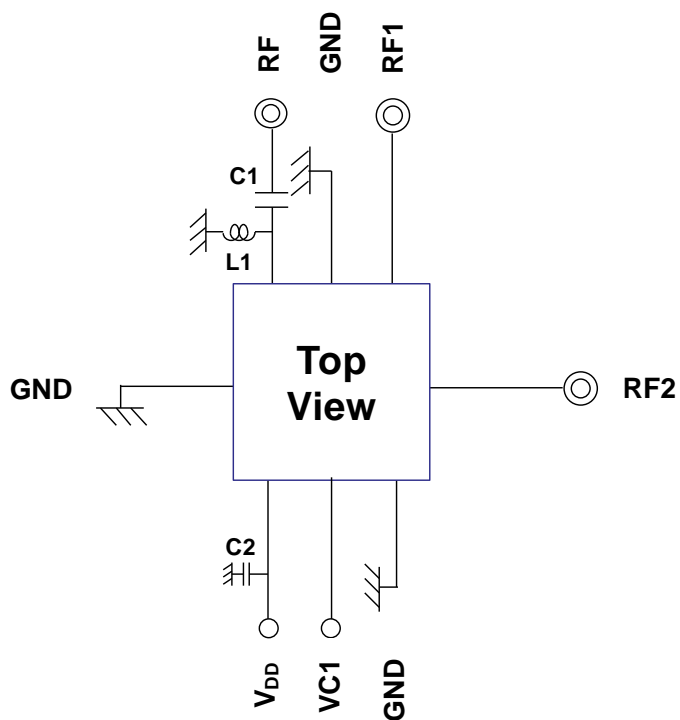 RF
GND
RF1
C1
L1
Top
View
GND
RF2
C2
VDD
VC1
GND